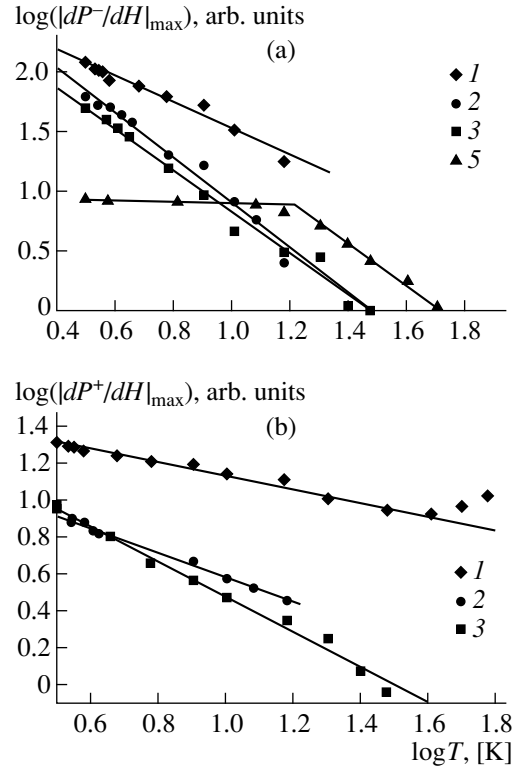 log(|dP⁻/dH|max), arb. units
(a)
2.0
1.5
1.0
0.5
0
0.4 0.6 0.8 1.0 1.2 1.4 1.6 1.8
1
2
3
5
log(|dP⁺/dH|max), arb. units
(b)
1.4
1.2
1.0
0.8
0.6
0.4
0.2
0
1
2
3
0.6 0.8 1.0 1.2 1.4 1.6 1.8
logT, [K]